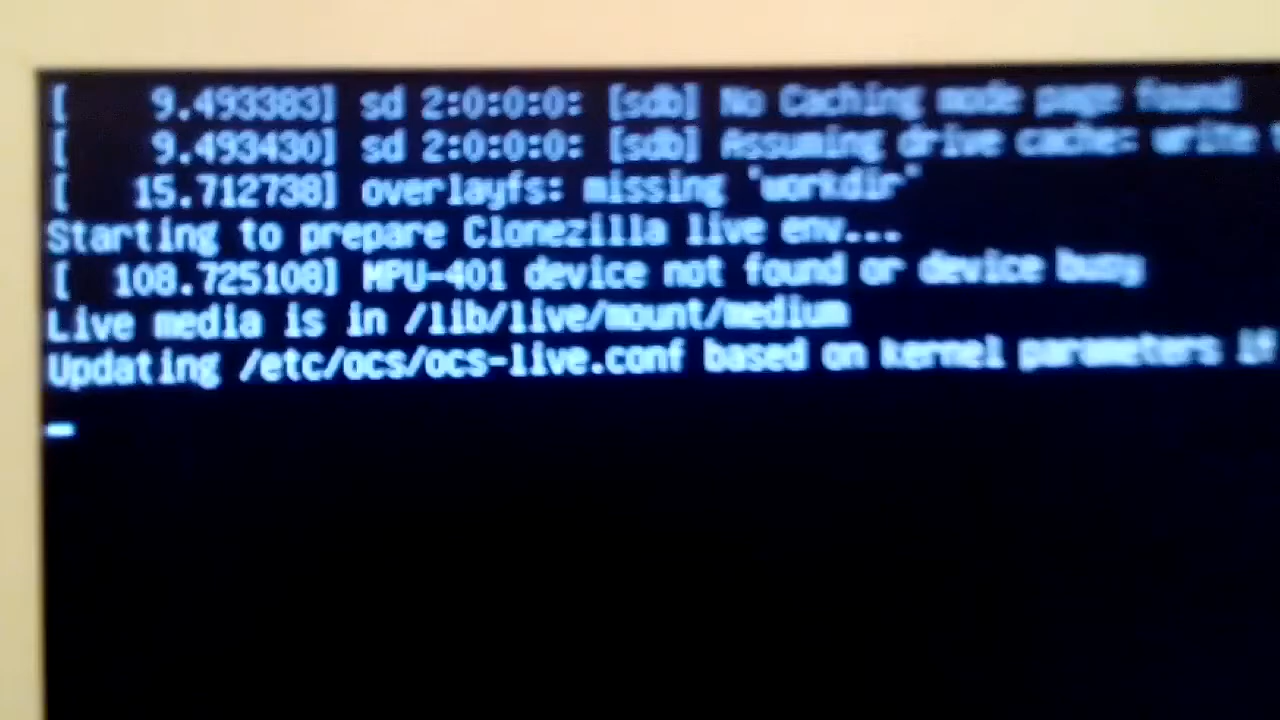 [    9.493383] sd 2:0:0:0: [sdb] No Caching mode page found
[    9.493430] sd 2:0:0:0: [sdb] Assuming drive cache: write
[   15.712738] overlayfs: missing 'workdir'
Starting to prepare Clonezilla live env...
[  108.725108] MPU-401 device not found or device busy
Live media is in /lib/live/mount/medium
Updating /etc/ocs/ocs-live.conf based on kernel parameters if